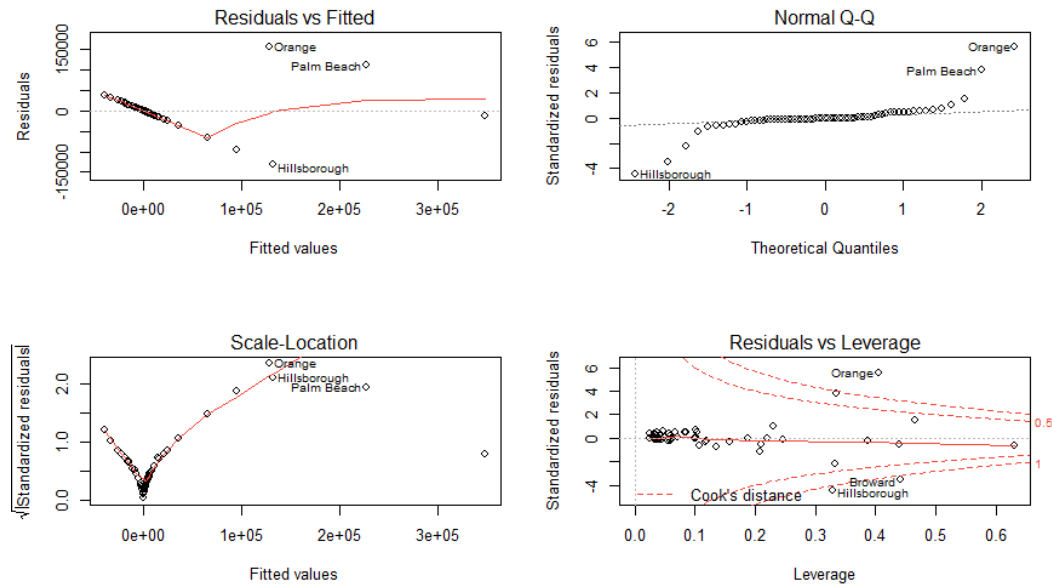 Residuals vs Fitted
Residuals
150000
0
-150000
Orange
Palm Beach
Hillsborough
0e+00 1e+05 2e+05 3e+05
Fitted values
Normal Q-Q
Standardized residuals
6
4
2
0
-4
Orange
Palm Beach
Hillsborough
-2 -1 0 1 2
Theoretical Quantiles
Scale-Location
√|Standardized residuals|
2.0
1.0
0.0
Orange
Hillsborough
Palm Beach
0e+00 1e+05 2e+05 3e+05
Fitted values
Residuals vs Leverage
Standardized residuals
6
4
2
0
-4
Orange
0.5
1
Broward
Cook's distance
Hillsborough
0.0 0.1 0.2 0.3 0.4 0.5 0.6
Leverage